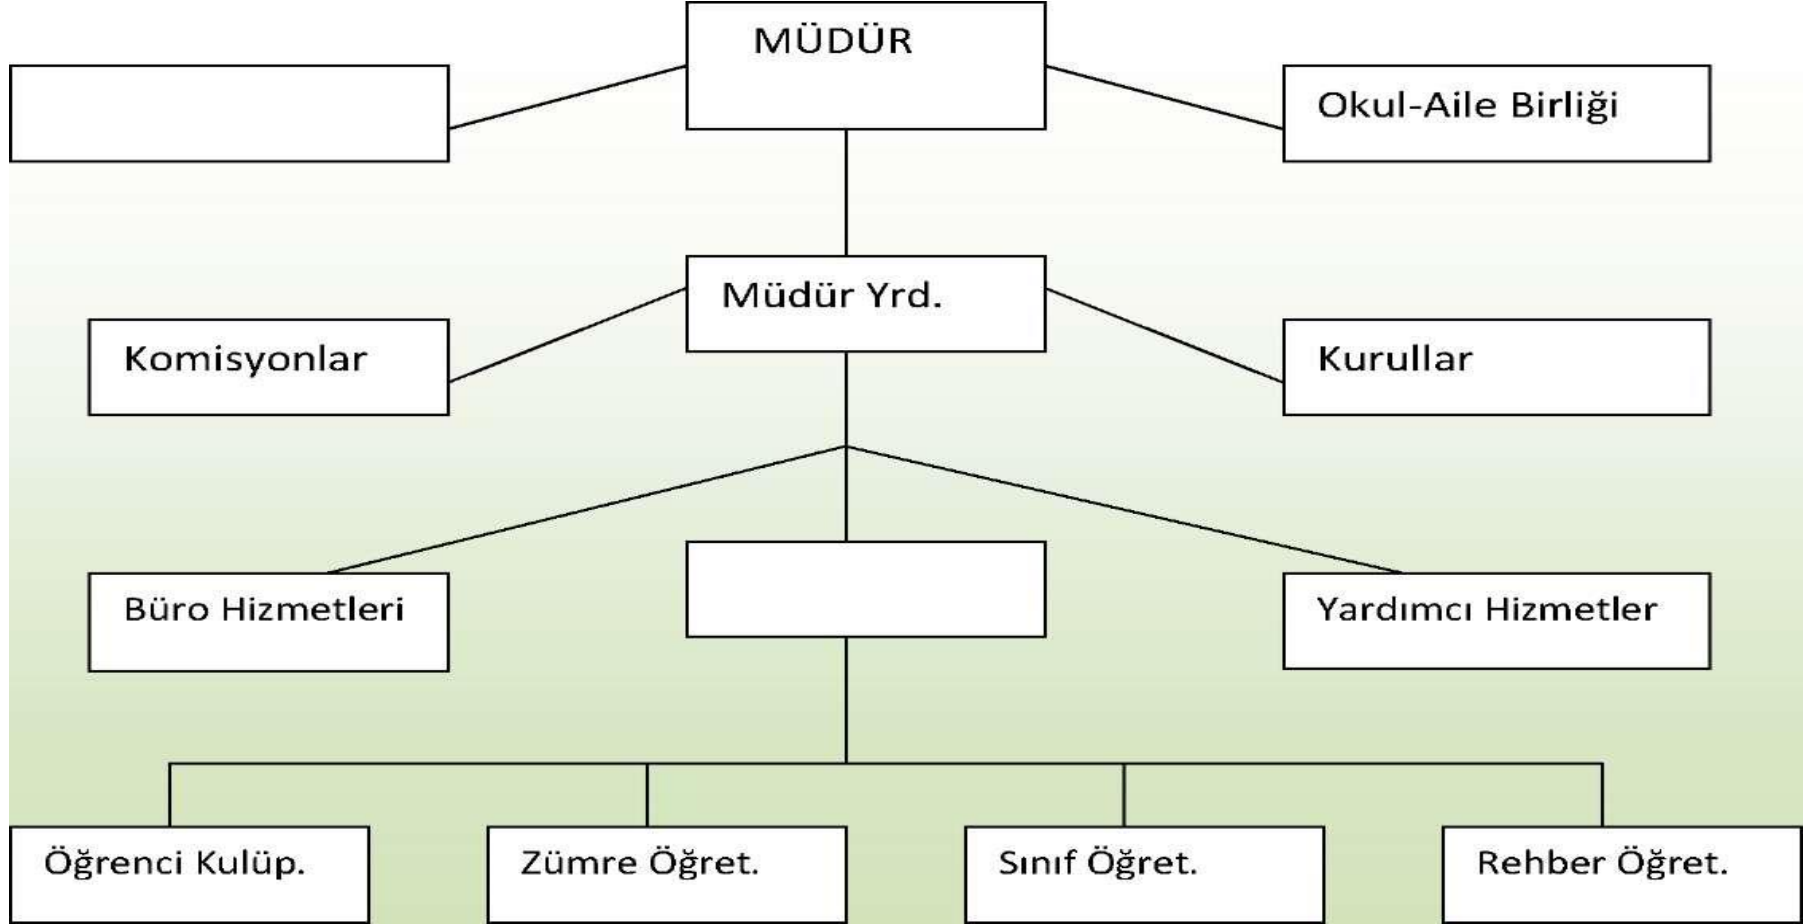 MÜDÜR
Okul-Aile Birliği
Müdür Yrd.
Komisyonlar
Kurullar
Büro Hizmetleri
Yardımcı Hizmetler
Öğrenci Kulüp.
Zümre Öğret.
Sınıf Öğret.
Rehber Öğret.